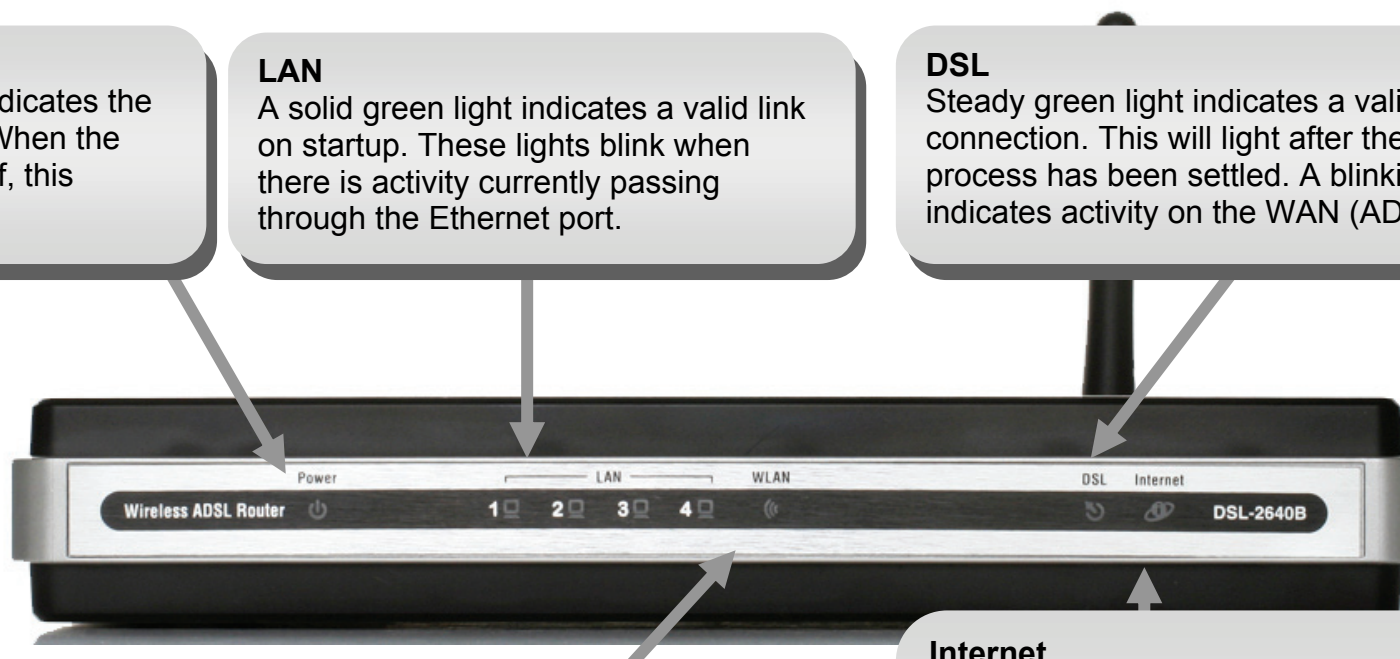 dicates the
When the
f, this
LAN
A solid green light indicates a valid link
on startup. These lights blink when
there is activity currently passing
through the Ethernet port.
DSL
Steady green light indicates a vali
connection. This will light after the
process has been settled. A blinki
indicates activity on the WAN (AD
Power
LAN
WLAN
DSL Internet
Wireless ADSL Router
1 2 3 4
DSL-2640B
Internet